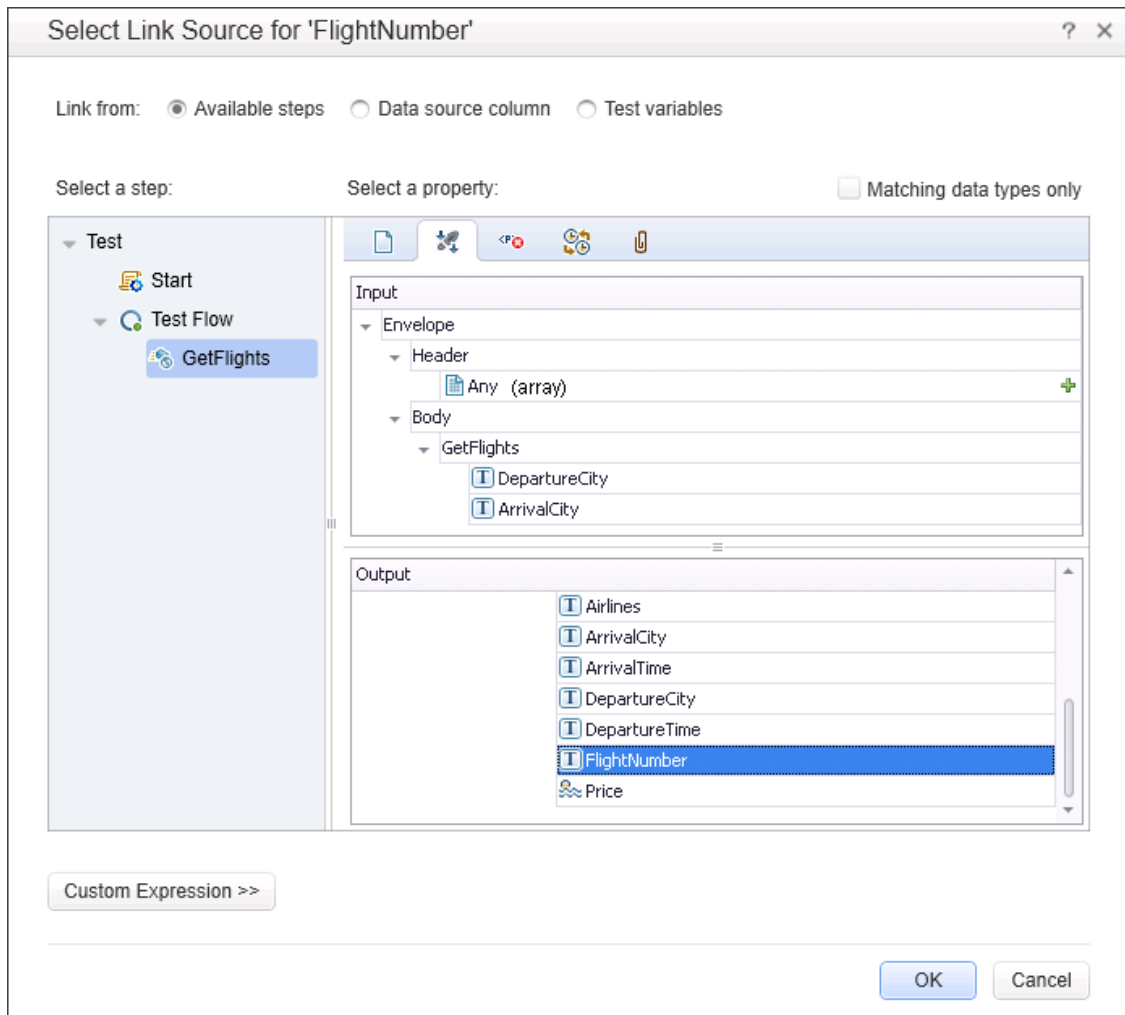 Select Link Source for 'FlightNumber'
Link from: Available steps Data source column Test variables
Select a step: Select a property: Matching data types only
Test
Start
Test Flow
GetFlights
Input
Envelope
Header
Any (array)
Body
GetFlights
DepartureCity
ArrivalCity
Output
Airlines
ArrivalCity
ArrivalTime
DepartureCity
DepartureTime
FlightNumber
Price
Custom Expression >>
OK Cancel